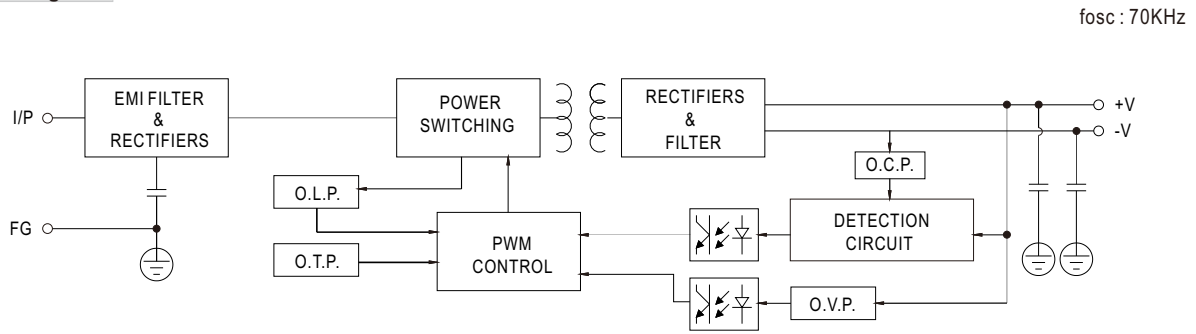 fosc : 70KHz
I/P
EMI FILTER
&
RECTIFIERS
POWER
SWITCHING
RECTIFIERS
&
FILTER
+V
-V
O.C.P.
O.L.P.
FG
PWM
CONTROL
DETECTION
CIRCUIT
O.T.P.
O.V.P.